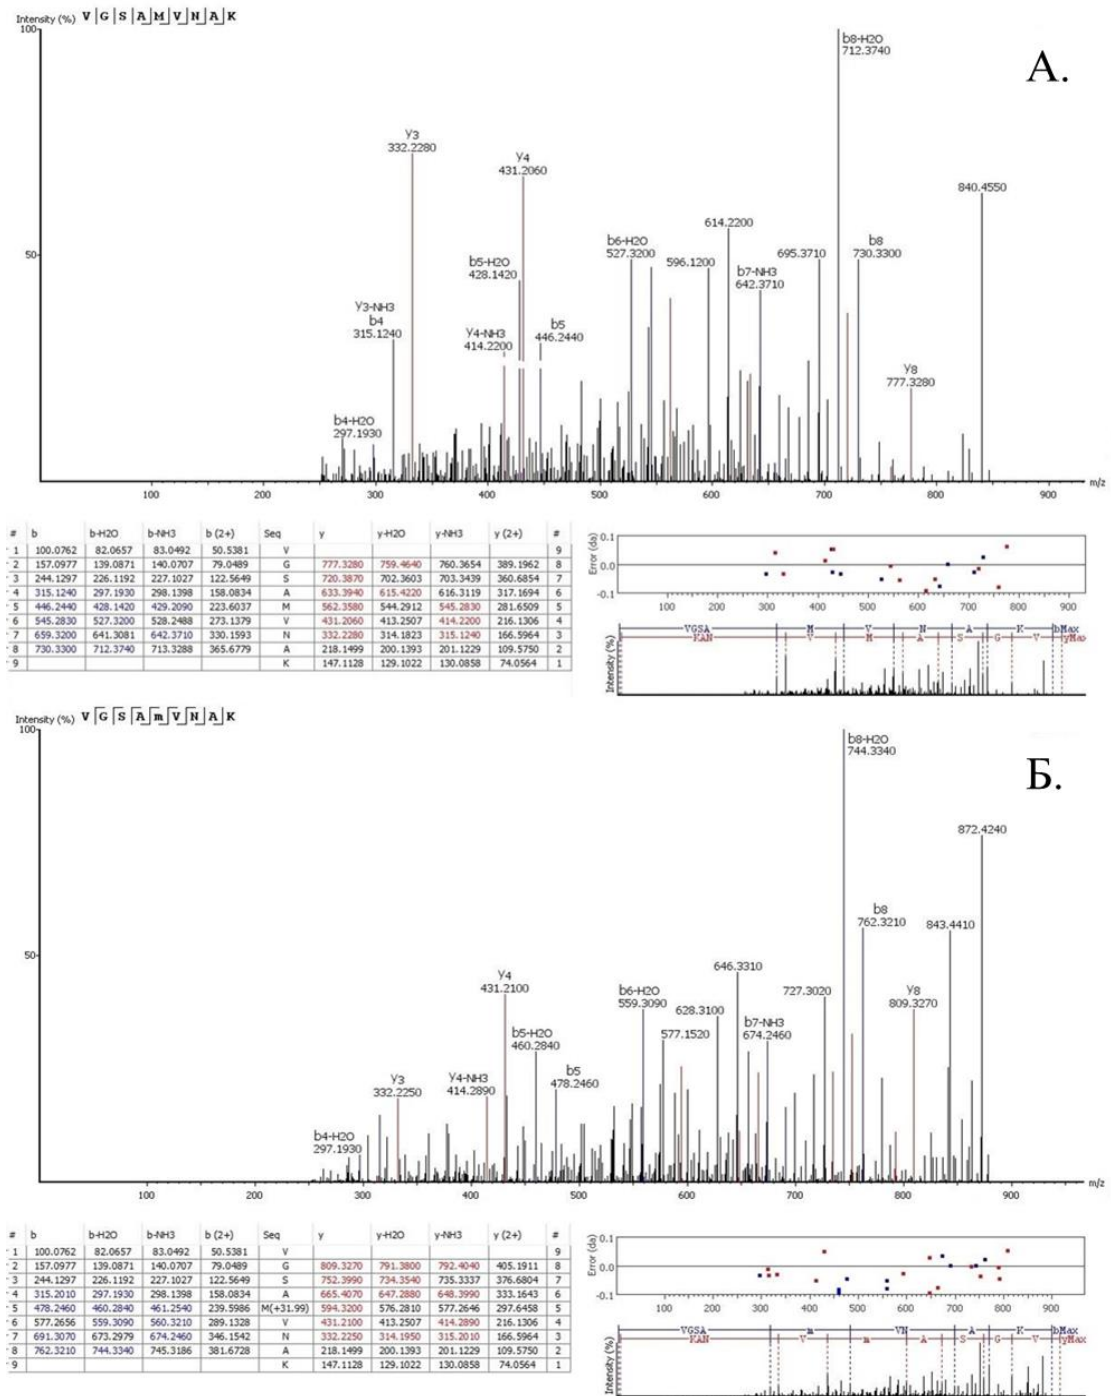 Intensity (%) V G S A M V N A K
100
b8-H2O
712.3740
А.
y3
332.2280
y4
431.2060
840.4550
614.2200
50
b6-H2O
527.3200
b8
730.3300
b5-H2O
428.1420
596.1200
695.3710
b7-NH3
642.3710
y3-NH3
b4
315.1240
y4-NH3
414.2200
b5
446.2440
y8
777.3280
b4-H2O
297.1930
100 200 300 400 500 600 700 800 900 m/z
# b b-H2O b-NH3 b (2+) Seq y y-H2O y-NH3 y (2+) #
1 100.0762 82.0657 83.0492 50.5381 V 9
2 157.0977 139.0871 140.0707 79.0489 G 777.3280 759.4640 760.3654 389.1962 8
3 244.1297 226.1192 227.1027 122.5649 S 720.3870 702.3603 703.3439 360.6854 7
4 315.1240 297.1930 298.1398 158.0834 A 633.3940 615.4220 616.3119 317.1694 6
5 446.2440 428.1420 429.2090 223.6037 M 562.3580 544.2912 545.2830 281.6509 5
6 545.2830 527.3200 528.2488 273.1379 V 431.2060 413.2507 414.2200 216.1306 4
7 659.3200 641.3081 642.3710 330.1593 N 332.2280 314.1823 315.1240 166.5964 3
8 730.3300 712.3740 713.3288 365.6779 A 218.1499 200.1393 201.1229 109.5750 2
9 K 147.1128 129.1022 130.0858 74.0564 1
Error (da) 0.1
0.0
-0.1
100 200 300 400 500 600 700 800 900
VGSA M V N A K bMax
KAN V M A S G V yMax
Intensity (%)
Intensity (%) V G S A m V N A K
100
b8-H2O
744.3340
Б.
872.4240
b8
762.3210
843.4410
50
646.3310
y4
431.2100
b6-H2O
559.3090
727.3020
y8
809.3270
628.3100
b5-H2O
460.2840
577.1520
b7-NH3
674.2460
y3
332.2250
y4-NH3
414.2890
b5
478.2460
b4-H2O
297.1930
100 200 300 400 500 600 700 800 900 m/z
# b b-H2O b-NH3 b (2+) Seq y y-H2O y-NH3 y (2+) #
1 100.0762 82.0657 83.0492 50.5381 V 9
2 157.0977 139.0871 140.0707 79.0489 G 809.3270 791.3800 792.4040 405.1911 8
3 244.1297 226.1192 227.1027 122.5649 S 752.3990 734.3540 735.3337 376.6804 7
4 315.2010 297.1930 298.1398 158.0834 A 665.4070 647.2880 648.3990 333.1643 6
5 478.2460 460.2840 461.2540 239.5986 M(+31.99) 594.3200 576.2810 577.2646 297.6458 5
6 577.2656 559.3090 560.3210 289.1328 V 431.2100 413.2507 414.2890 216.1306 4
7 691.3070 673.2979 674.2460 346.1542 N 332.2250 314.1950 315.2010 166.5964 3
8 762.3210 744.3340 745.3186 381.6728 A 218.1499 200.1393 201.1229 109.5750 2
9 K 147.1128 129.1022 130.0858 74.0564 1
Error (da) 0.1
0.0
-0.1
100 200 300 400 500 600 700 800 900
VGSA m VN A K bMax
KAN V m A S G V yMax
Intensity (%)